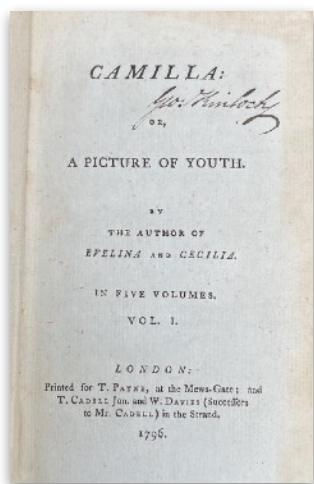 CAMILLA:
Geo: Kinloch
OR,
A PICTURE OF YOUTH.
BY
THE AUTHOR OF
EVELINA AND CECILIA.
IN FIVE VOLUMES.
VOL. I.
LONDON:
Printed for T. PAYNE, at the Mews-Gate; and
T. CADELL Jun. and W. DAVIES (Succeſſors
to Mr. CADELL) in the Strand.
1796.